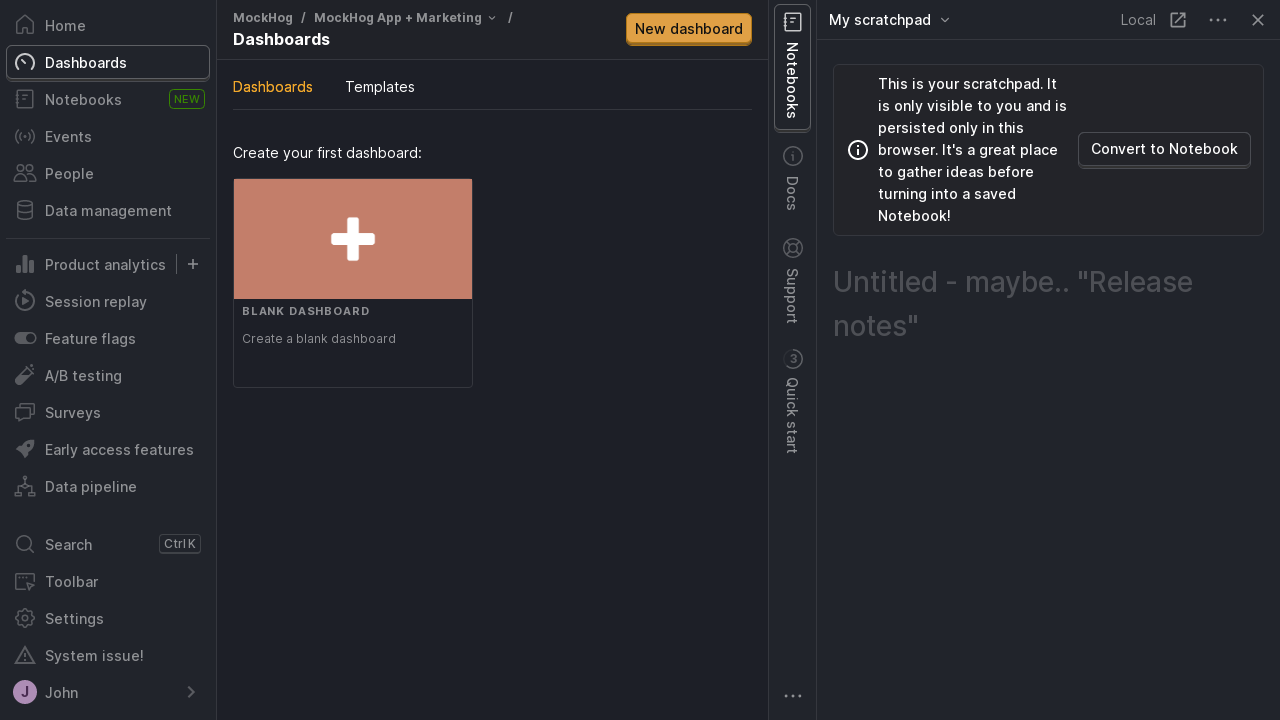 Home
Dashboards
Notebooks NEW
Events
People
Data management
Product analytics
Session replay
Feature flags
A/B testing
Surveys
Early access features
Data pipeline
Search Ctrl K
Toolbar
Settings
System issue!
J John
MockHog / MockHog App + Marketing /
Dashboards
New dashboard
Dashboards Templates
Create your first dashboard:
BLANK DASHBOARD
Create a blank dashboard
Notebooks
Docs
Support
3 Quick start
My scratchpad Local
This is your scratchpad. It
is only visible to you and is
persisted only in this
browser. It's a great place
to gather ideas before
turning into a saved
Notebook!
Convert to Notebook
Untitled - maybe.. "Release
notes"